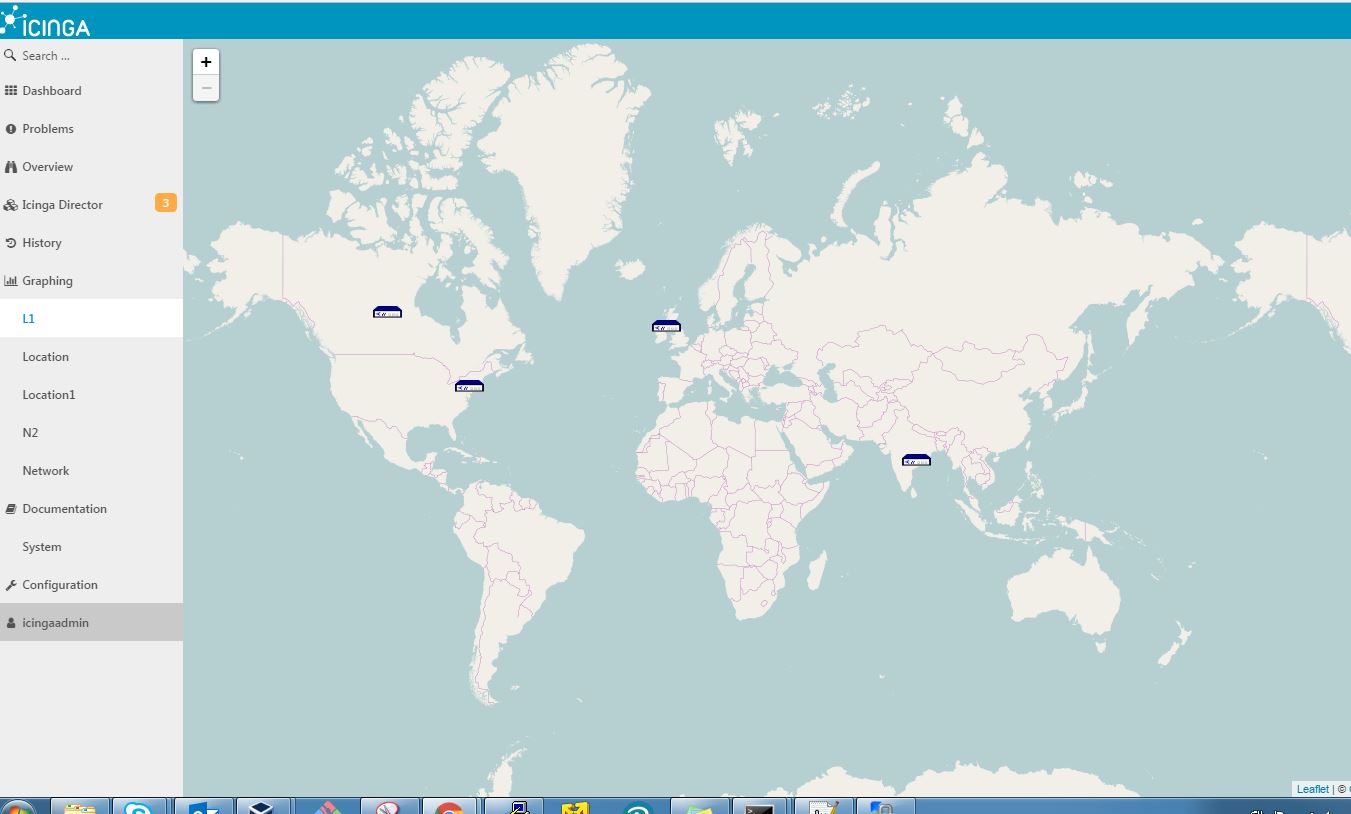 iCINGA
Search ...
Dashboard
Problems
Overview
Icinga Director
3
History
Graphing
L1
Location
Location1
N2
Network
Documentation
System
Configuration
icingaadmin
+
−
Leaflet | ©